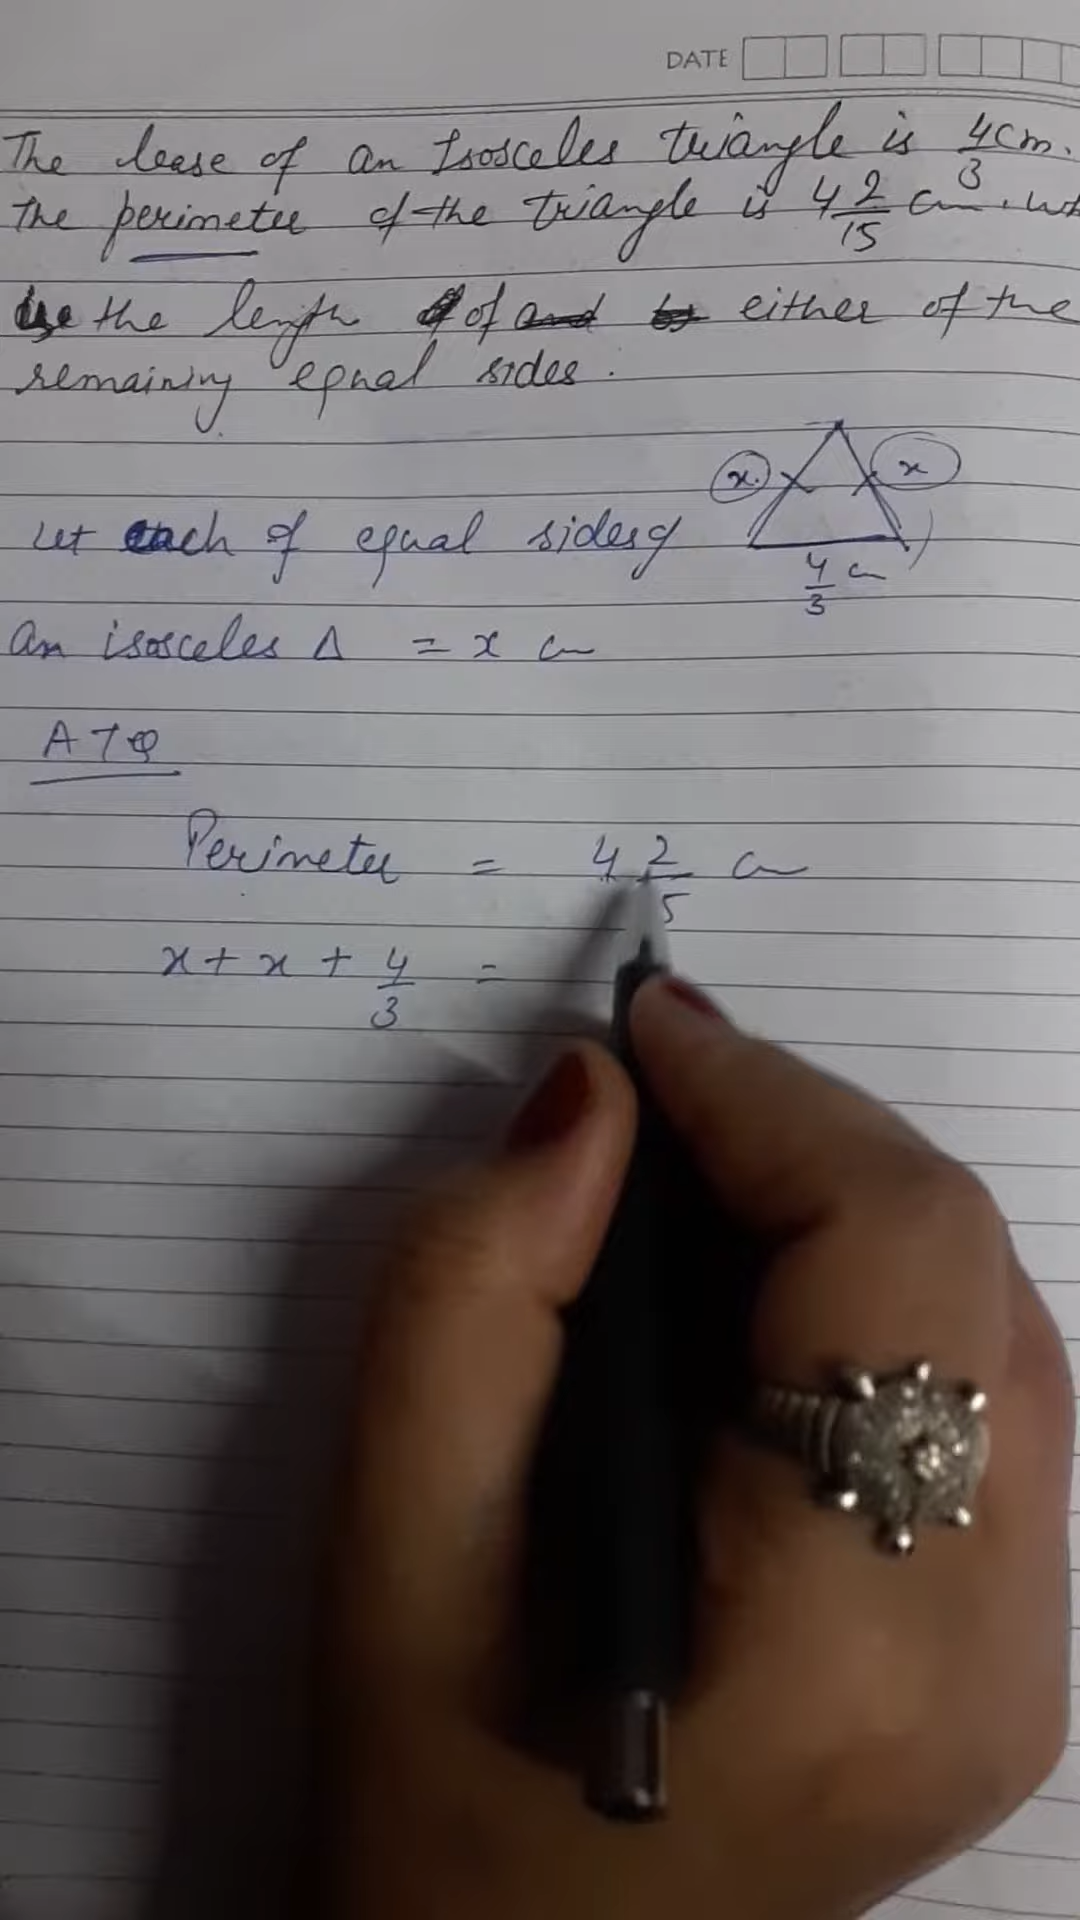 DATE
The base of an Isosceles triangle is 4/3 cm.
The perimeter of the triangle is 4 2/15 cm.
is the length of either of the
remaining equal sides.
x x
4/3 cm
Let each of equal sides of
an isosceles Δ = x cm
ATQ
Perimeter = 4 2/5 cm
x + x + 4/3 =